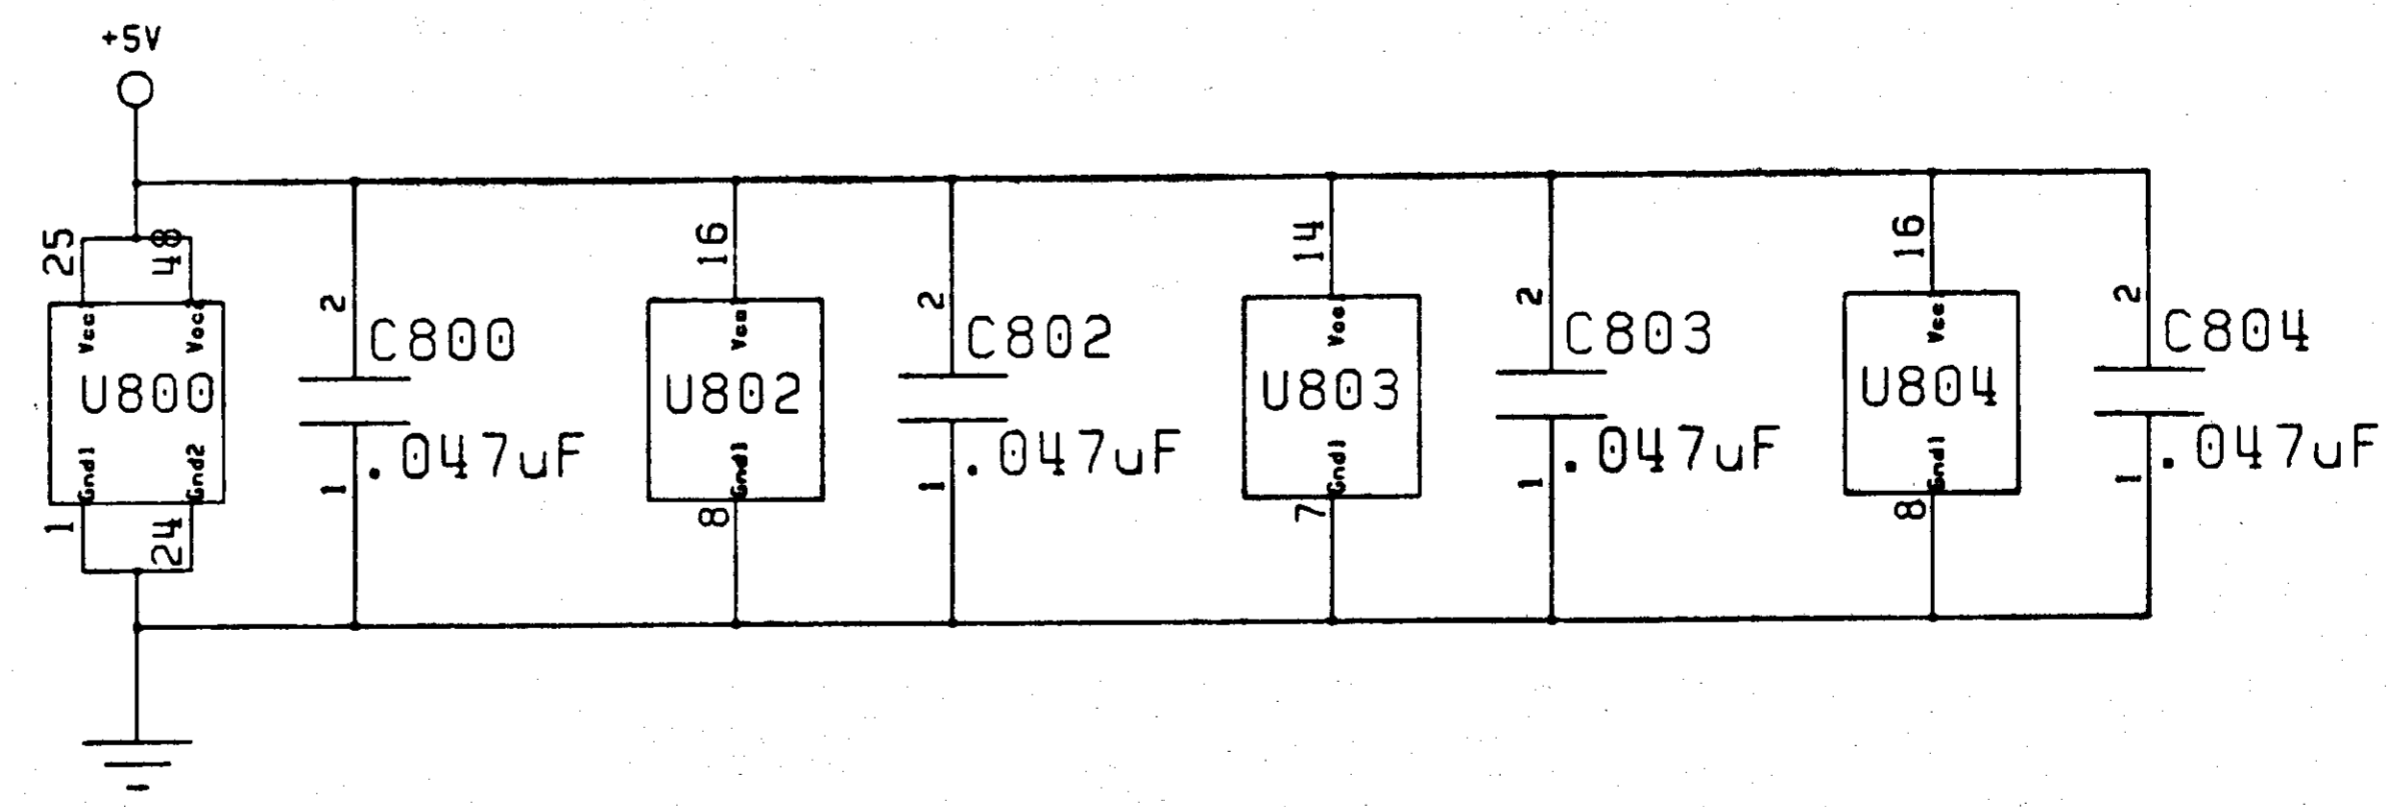 +5V
25
48
16
14
16
Vcc
Vcc
2
C800
Vcc
2
C802
Vcc
2
C803
Vcc
2
C804
U800
U802
U803
U804
Gnd1
Gnd2
.047uF
Gnd1
.047uF
Gnd1
.047uF
Gnd1
.047uF
1
24
1
8
1
7
1
8
1